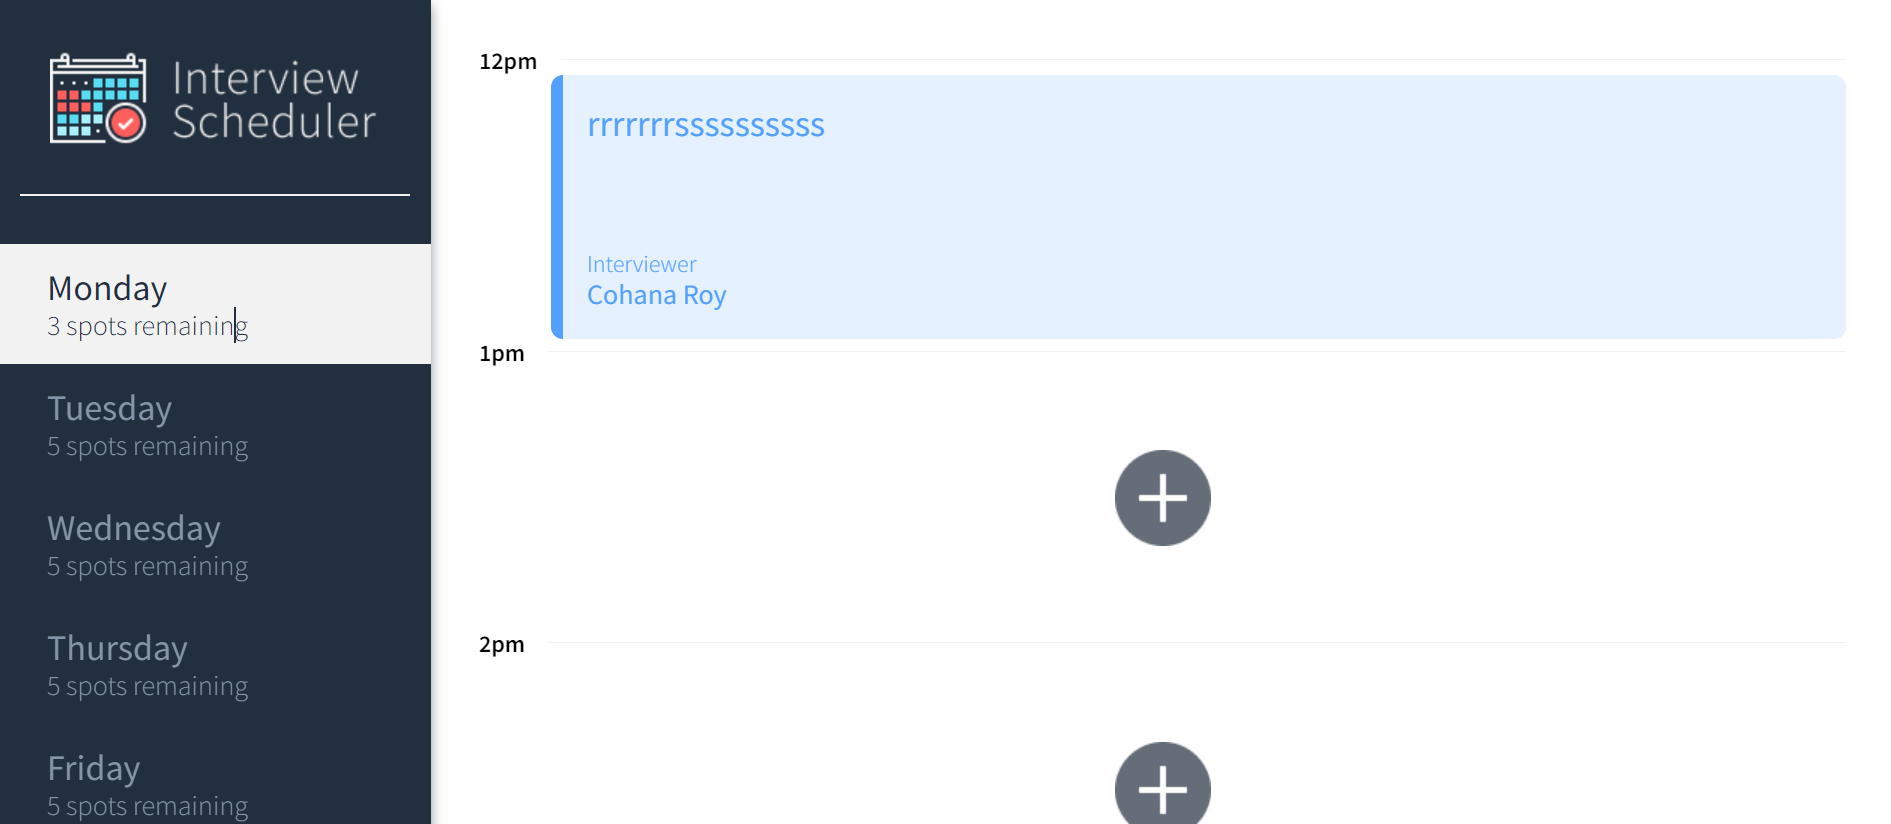 Interview
Scheduler
Monday
3 spots remaining
Tuesday
5 spots remaining
Wednesday
5 spots remaining
Thursday
5 spots remaining
Friday
5 spots remaining
12pm
rrrrrrrssssssssss
Interviewer
Cohana Roy
1pm
2pm